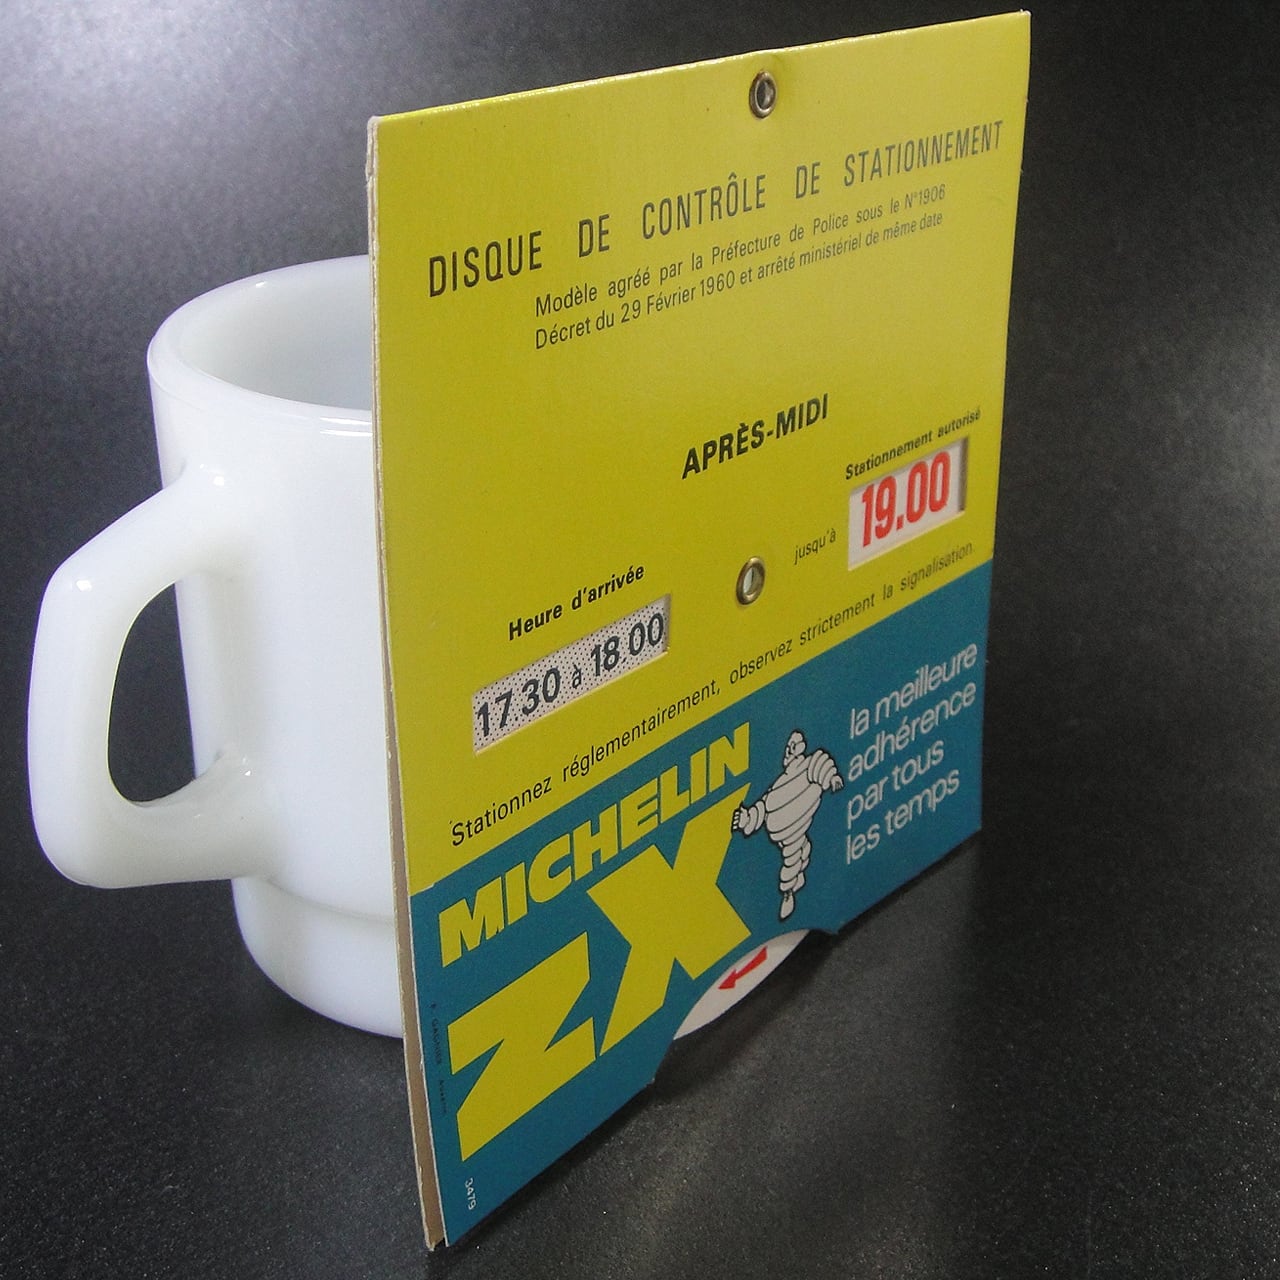 DISQUE DE CONTRÔLE DE STATIONNEMENT
Modèle agréé par la Préfecture de Police sous le N°1906
Décret du 29 Février 1960 et arrêté ministériel de même date
APRÈS-MIDI
Stationnement autorisé
jusqu'à 19.00
Heure d'arrivée
17 30 à 18 00
Stationnez réglementairement, observez strictement la signalisation
MICHELIN
ZX
la meilleure
adhérence
par tous
les temps
3479